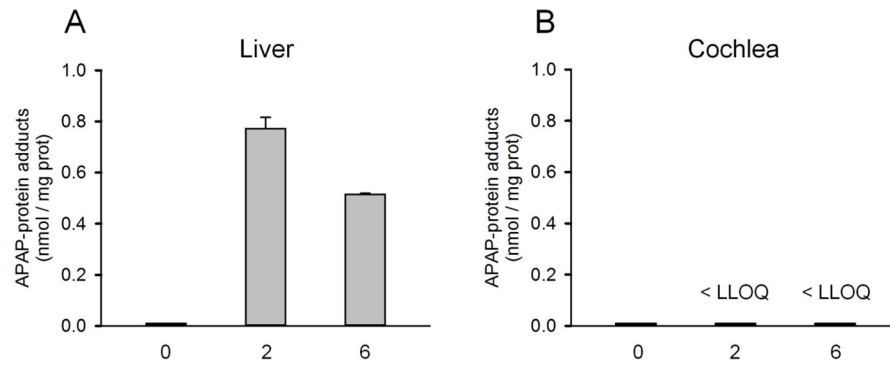 A
Liver
APAP-protein adducts
(nmol / mg prot)
1.0
0.8
0.6
0.4
0.2
0.0
0
2
6
B
Cochlea
APAP-protein adducts
(nmol / mg prot)
1.0
0.8
0.6
0.4
0.2
0.0
< LLOQ
< LLOQ
0
2
6